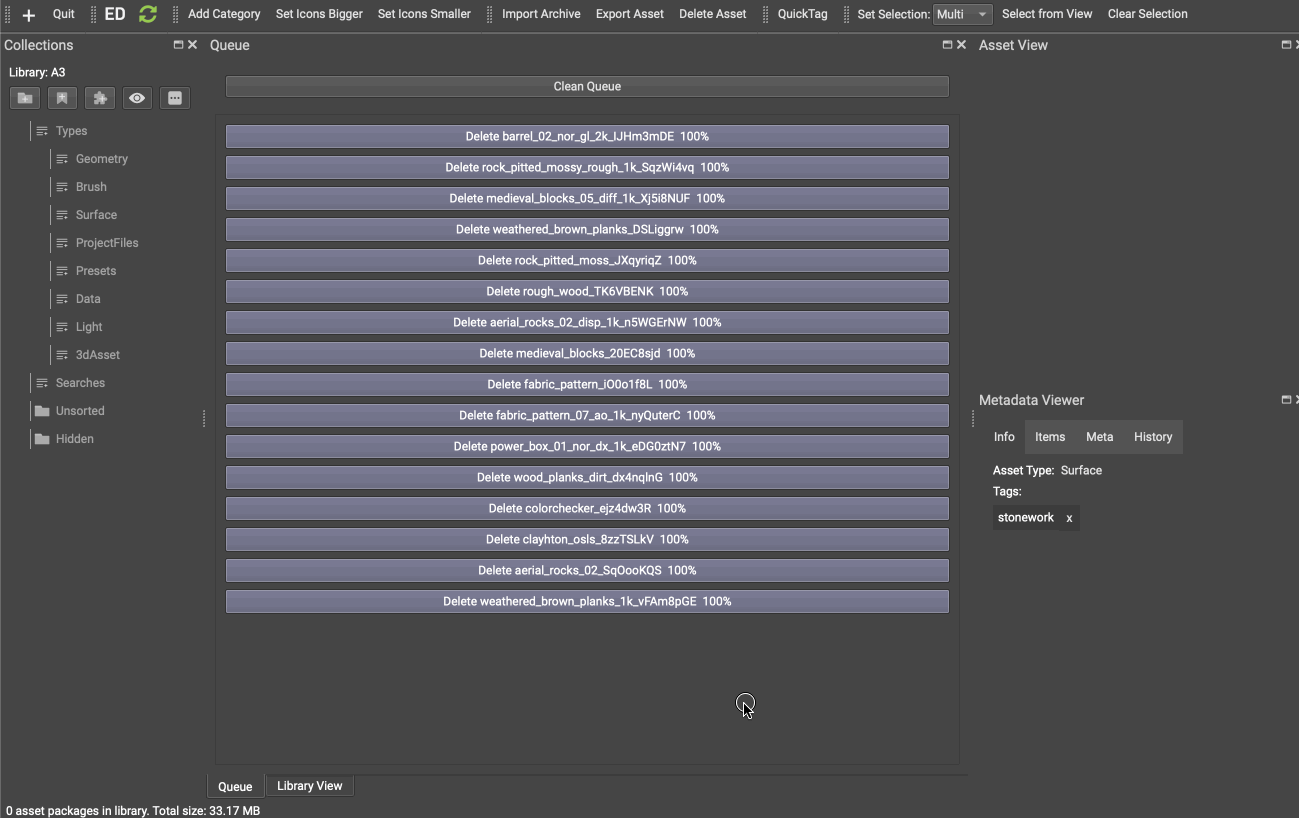 Quit ED Add Category Set Icons Bigger Set Icons Smaller Import Archive Export Asset Delete Asset QuickTag Set Selection: Multi Select from View Clear Selection
Collections
Library: A3
Types
Geometry
Brush
Surface
ProjectFiles
Presets
Data
Light
3dAsset
Searches
Unsorted
Hidden
Queue
Clean Queue
Delete barrel_02_nor_gl_2k_IJHm3mDE 100%
Delete rock_pitted_mossy_rough_1k_SqzWi4vq 100%
Delete medieval_blocks_05_diff_1k_Xj5i8NUF 100%
Delete weathered_brown_planks_DSLiggrw 100%
Delete rock_pitted_moss_JXqyriqZ 100%
Delete rough_wood_TK6VBENK 100%
Delete aerial_rocks_02_disp_1k_n5WGErNW 100%
Delete medieval_blocks_20EC8sjd 100%
Delete fabric_pattern_iO0o1f8L 100%
Delete fabric_pattern_07_ao_1k_nyQuterC 100%
Delete power_box_01_nor_dx_1k_eDG0ztN7 100%
Delete wood_planks_dirt_dx4nqlnG 100%
Delete colorchecker_ejz4dw3R 100%
Delete clayhton_osls_8zzTSLkV 100%
Delete aerial_rocks_02_SqOooKQS 100%
Delete weathered_brown_planks_1k_vFAm8pGE 100%
Queue Library View
Asset View
Metadata Viewer
Info Items Meta History
Asset Type: Surface
Tags:
stonework x
0 asset packages in library. Total size: 33.17 MB